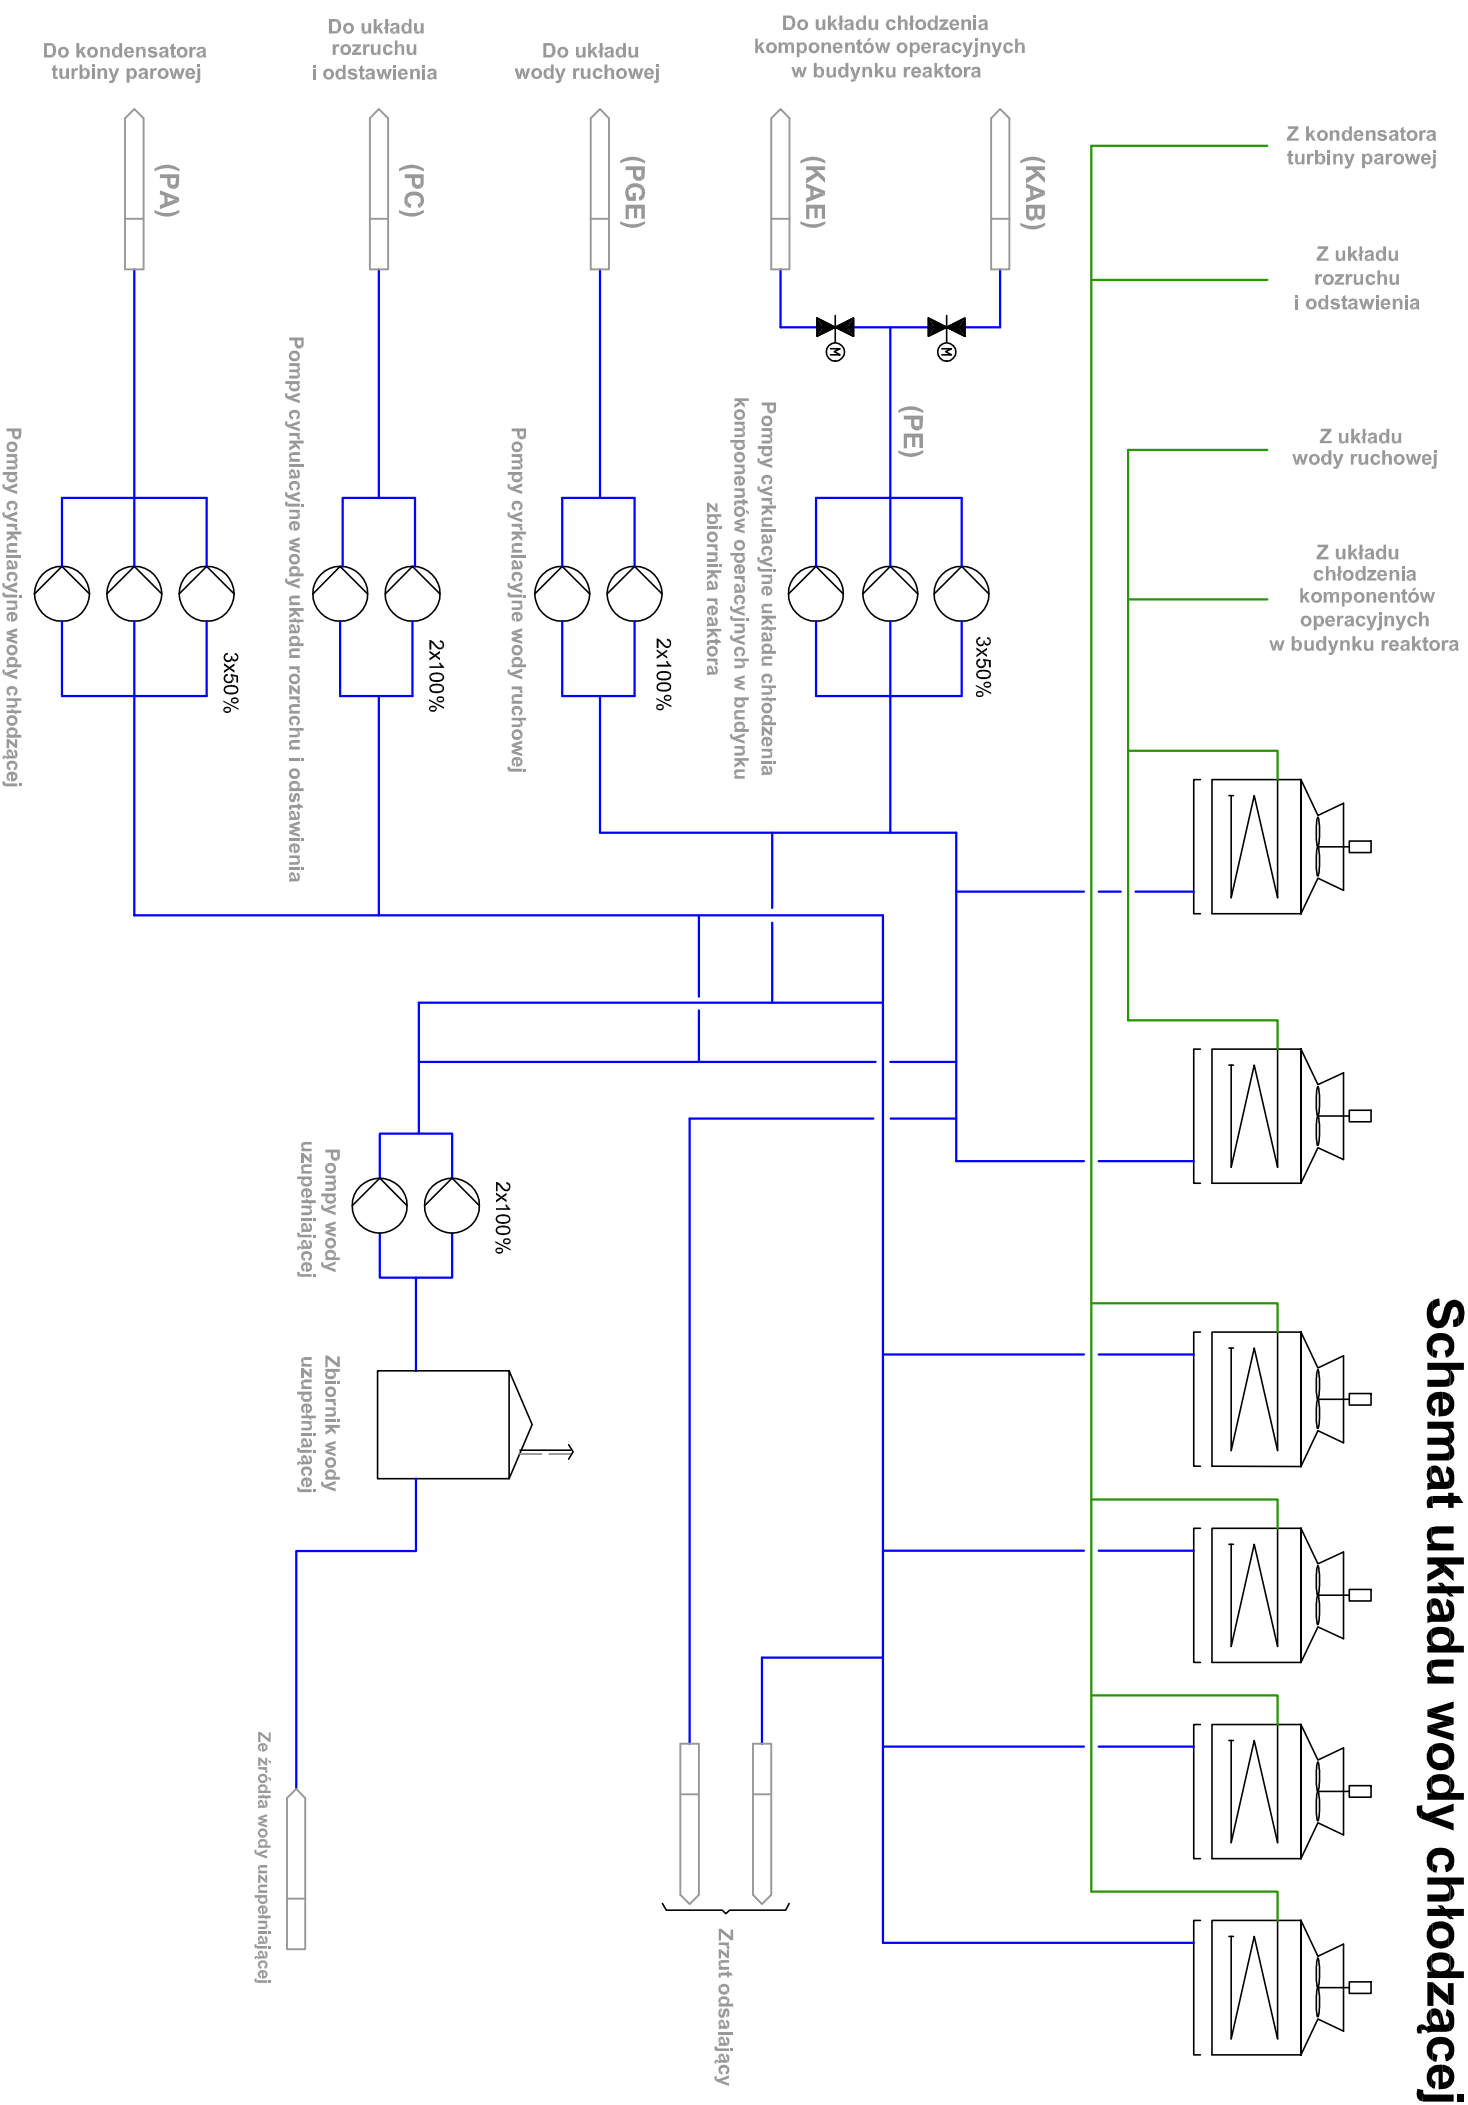 Schemat układu wody chłodzącej
Do kondensatora
turbiny parowej
Do układu
rozruchu
i odstawienia
Do układu
wody ruchowej
Do układu chłodzenia
komponentów operacyjnych
w budynku reaktora
Z kondensatora
turbiny parowej
Z układu
rozruchu
i odstawienia
Z układu
wody ruchowej
Z układu
chłodzenia
komponentów
operacyjnych
w budynku reaktora
(PA)
(PC)
(PGE)
(KAE)
(KAB)
M
M
(PE)
Pompy cyrkulacyjne wody chłodzącej
3x50%
Pompy cyrkulacyjne wody układu rozruchu i odstawienia
2x100%
Pompy cyrkulacyjne wody ruchowej
2x100%
Pompy cyrkulacyjne układu chłodzenia
komponentów operacyjnych w budynku
zbiornika reaktora
3x50%
Pompy wody
uzupełniającej
2x100%
Zbiornik wody
uzupełniającej
Ze źródła wody uzupełniającej
Zrzut odsalający